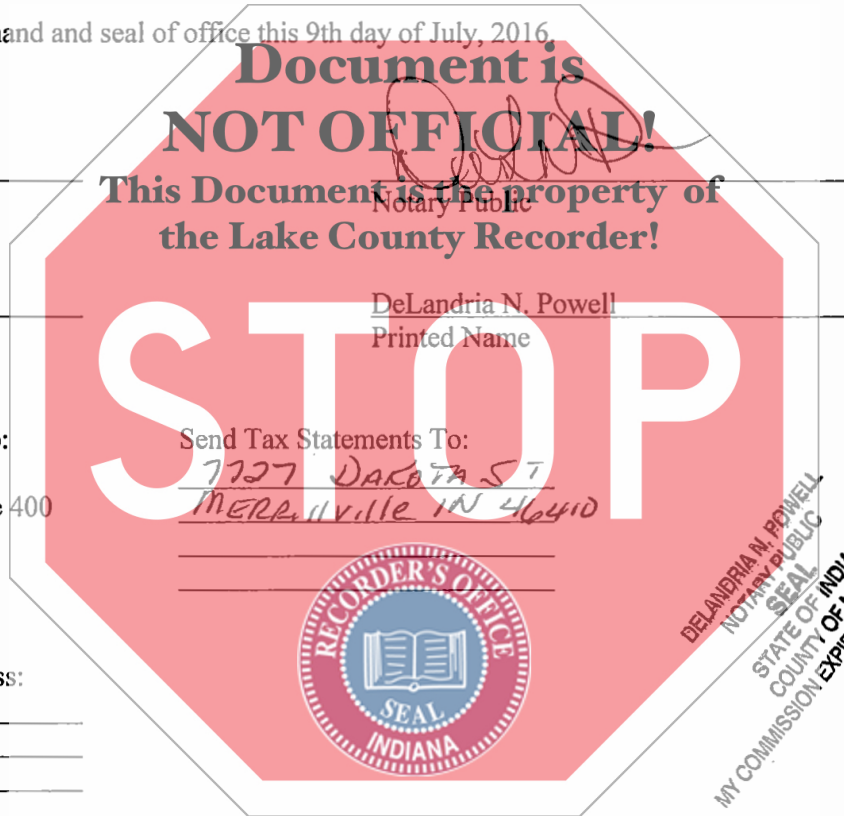 and and seal of office this 9th day of July, 2016.
Document is
NOT OFFICIAL!
This Document is the property of
the Lake County Recorder!
Notary Public
DeLandria N. Powell
Printed Name
STOP
Send Tax Statements To:
7727 DAKOTA ST
MERRillville IN 46410
400
RECORDER'S OFFICE
SEAL
INDIANA
DELANDRIA N. POWELL
NOTARY PUBLIC
SEAL
STATE OF INDIA
COUNTY OF
MY COMMISSION EXPI